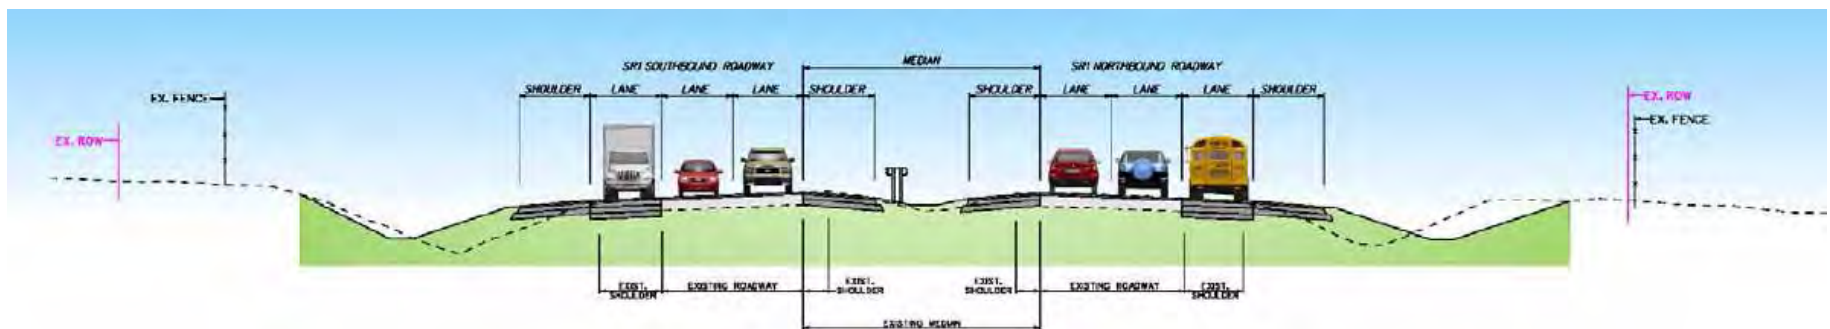 SR1 SOUTHBOUND ROADWAY
MEDIAN
SR1 NORTHBOUND ROADWAY
SHOULDER LANE LANE LANE SHOULDER SHOULDER LANE LANE LANE SHOULDER
EX. FENCE
EX. ROW
EX. ROW
EX. FENCE
EXIST. SHOULDER
EXISTING ROADWAY
EXIST. SHOULDER
EXIST. SHOULDER
EXISTING ROADWAY
EXIST. SHOULDER
EXISTING MEDIAN